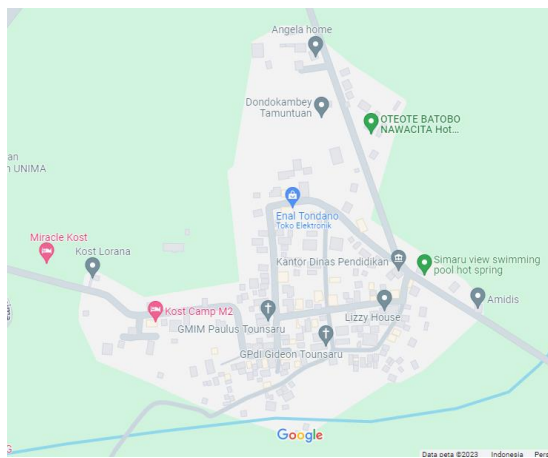 Angela home
Dondokambey
Tamuntuan
OTEOTE BATOBO
NAWACITA Hot...
an
UNIMA
Enal Tondano
Toko Elektronik
Miracle Kost
Kost Lorana
Kantor Dinas Pendidikan
Simaru view swimming
pool hot spring
Amidis
Kost Camp M2
GMIM Paulus Tounsaru
Lizzy House
GPdI Gideon Tounsaru
Google
Data peta ©2023 Indonesia Pers